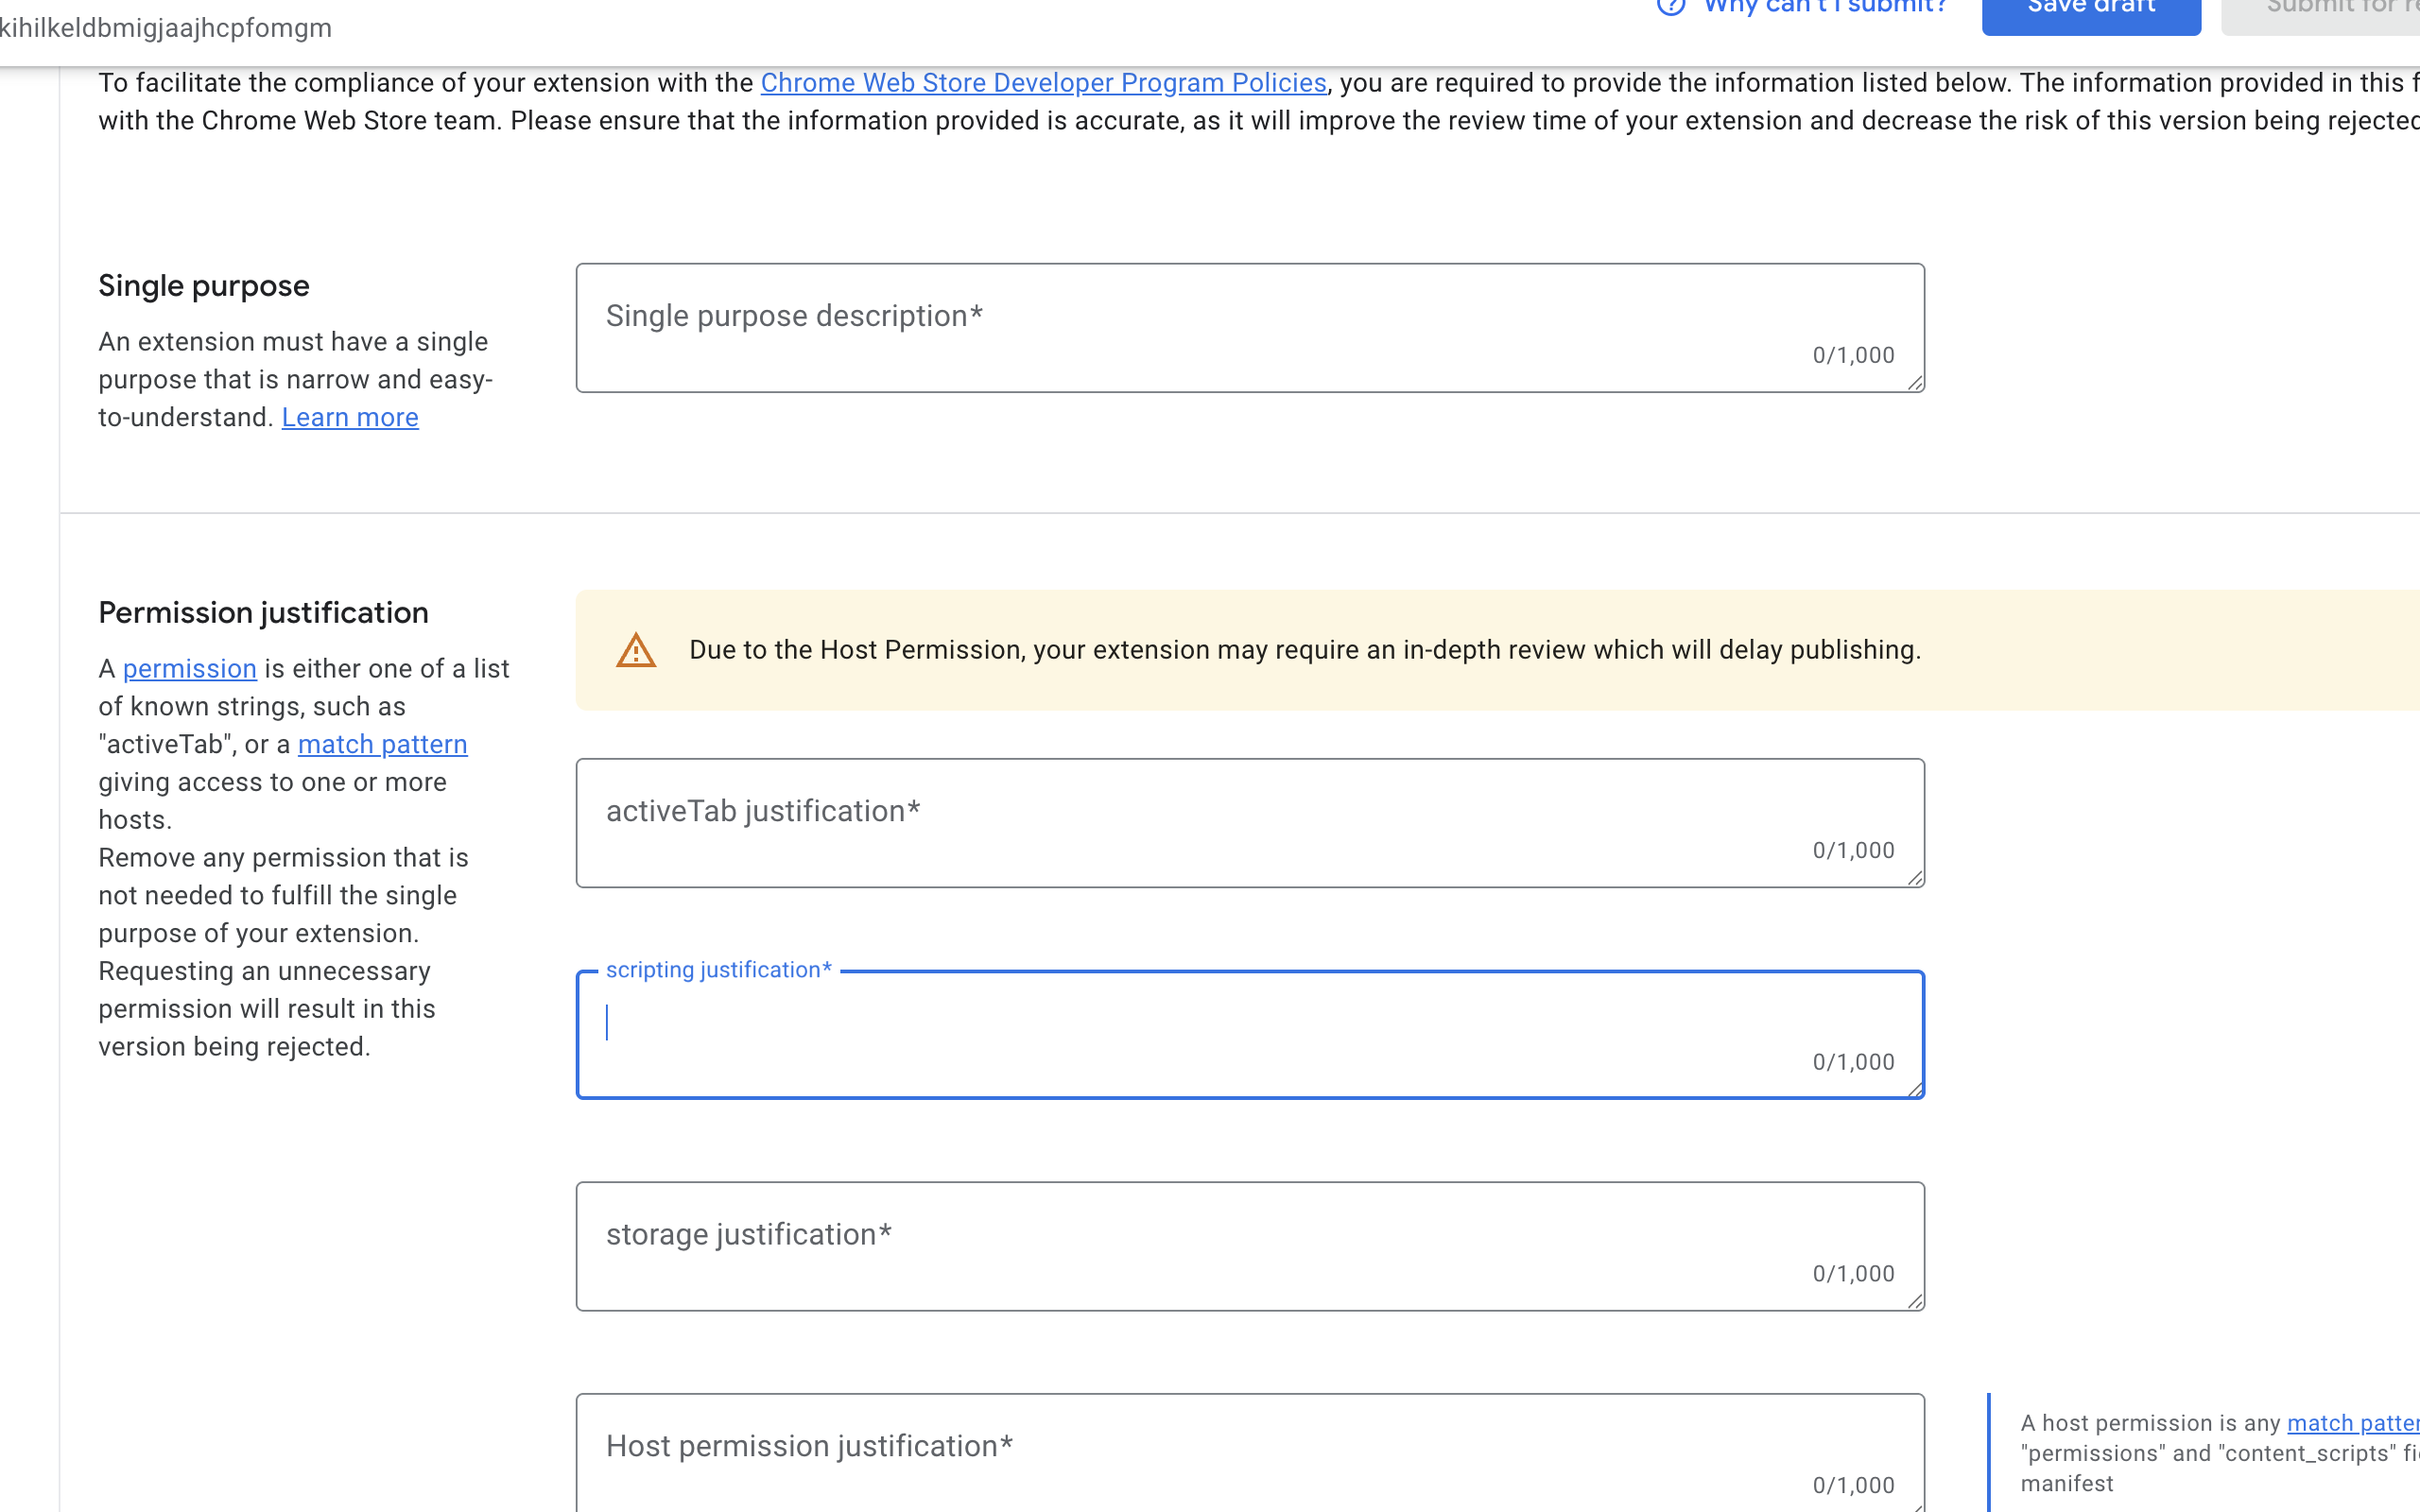 kihilkeldbmigjaajhcpfomgm
Why can't I submit?
Save draft
Submit for re
To facilitate the compliance of your extension with the Chrome Web Store Developer Program Policies, you are required to provide the information listed below. The information provided in this f
with the Chrome Web Store team. Please ensure that the information provided is accurate, as it will improve the review time of your extension and decrease the risk of this version being rejected
Single purpose
An extension must have a single
purpose that is narrow and easy-
to-understand. Learn more
Single purpose description*
0/1,000
Permission justification
A permission is either one of a list
of known strings, such as
"activeTab", or a match pattern
giving access to one or more
hosts.
Remove any permission that is
not needed to fulfill the single
purpose of your extension.
Requesting an unnecessary
permission will result in this
version being rejected.
Due to the Host Permission, your extension may require an in-depth review which will delay publishing.
activeTab justification*
0/1,000
scripting justification*
0/1,000
storage justification*
0/1,000
Host permission justification*
0/1,000
A host permission is any match patter
"permissions" and "content_scripts" fi
manifest